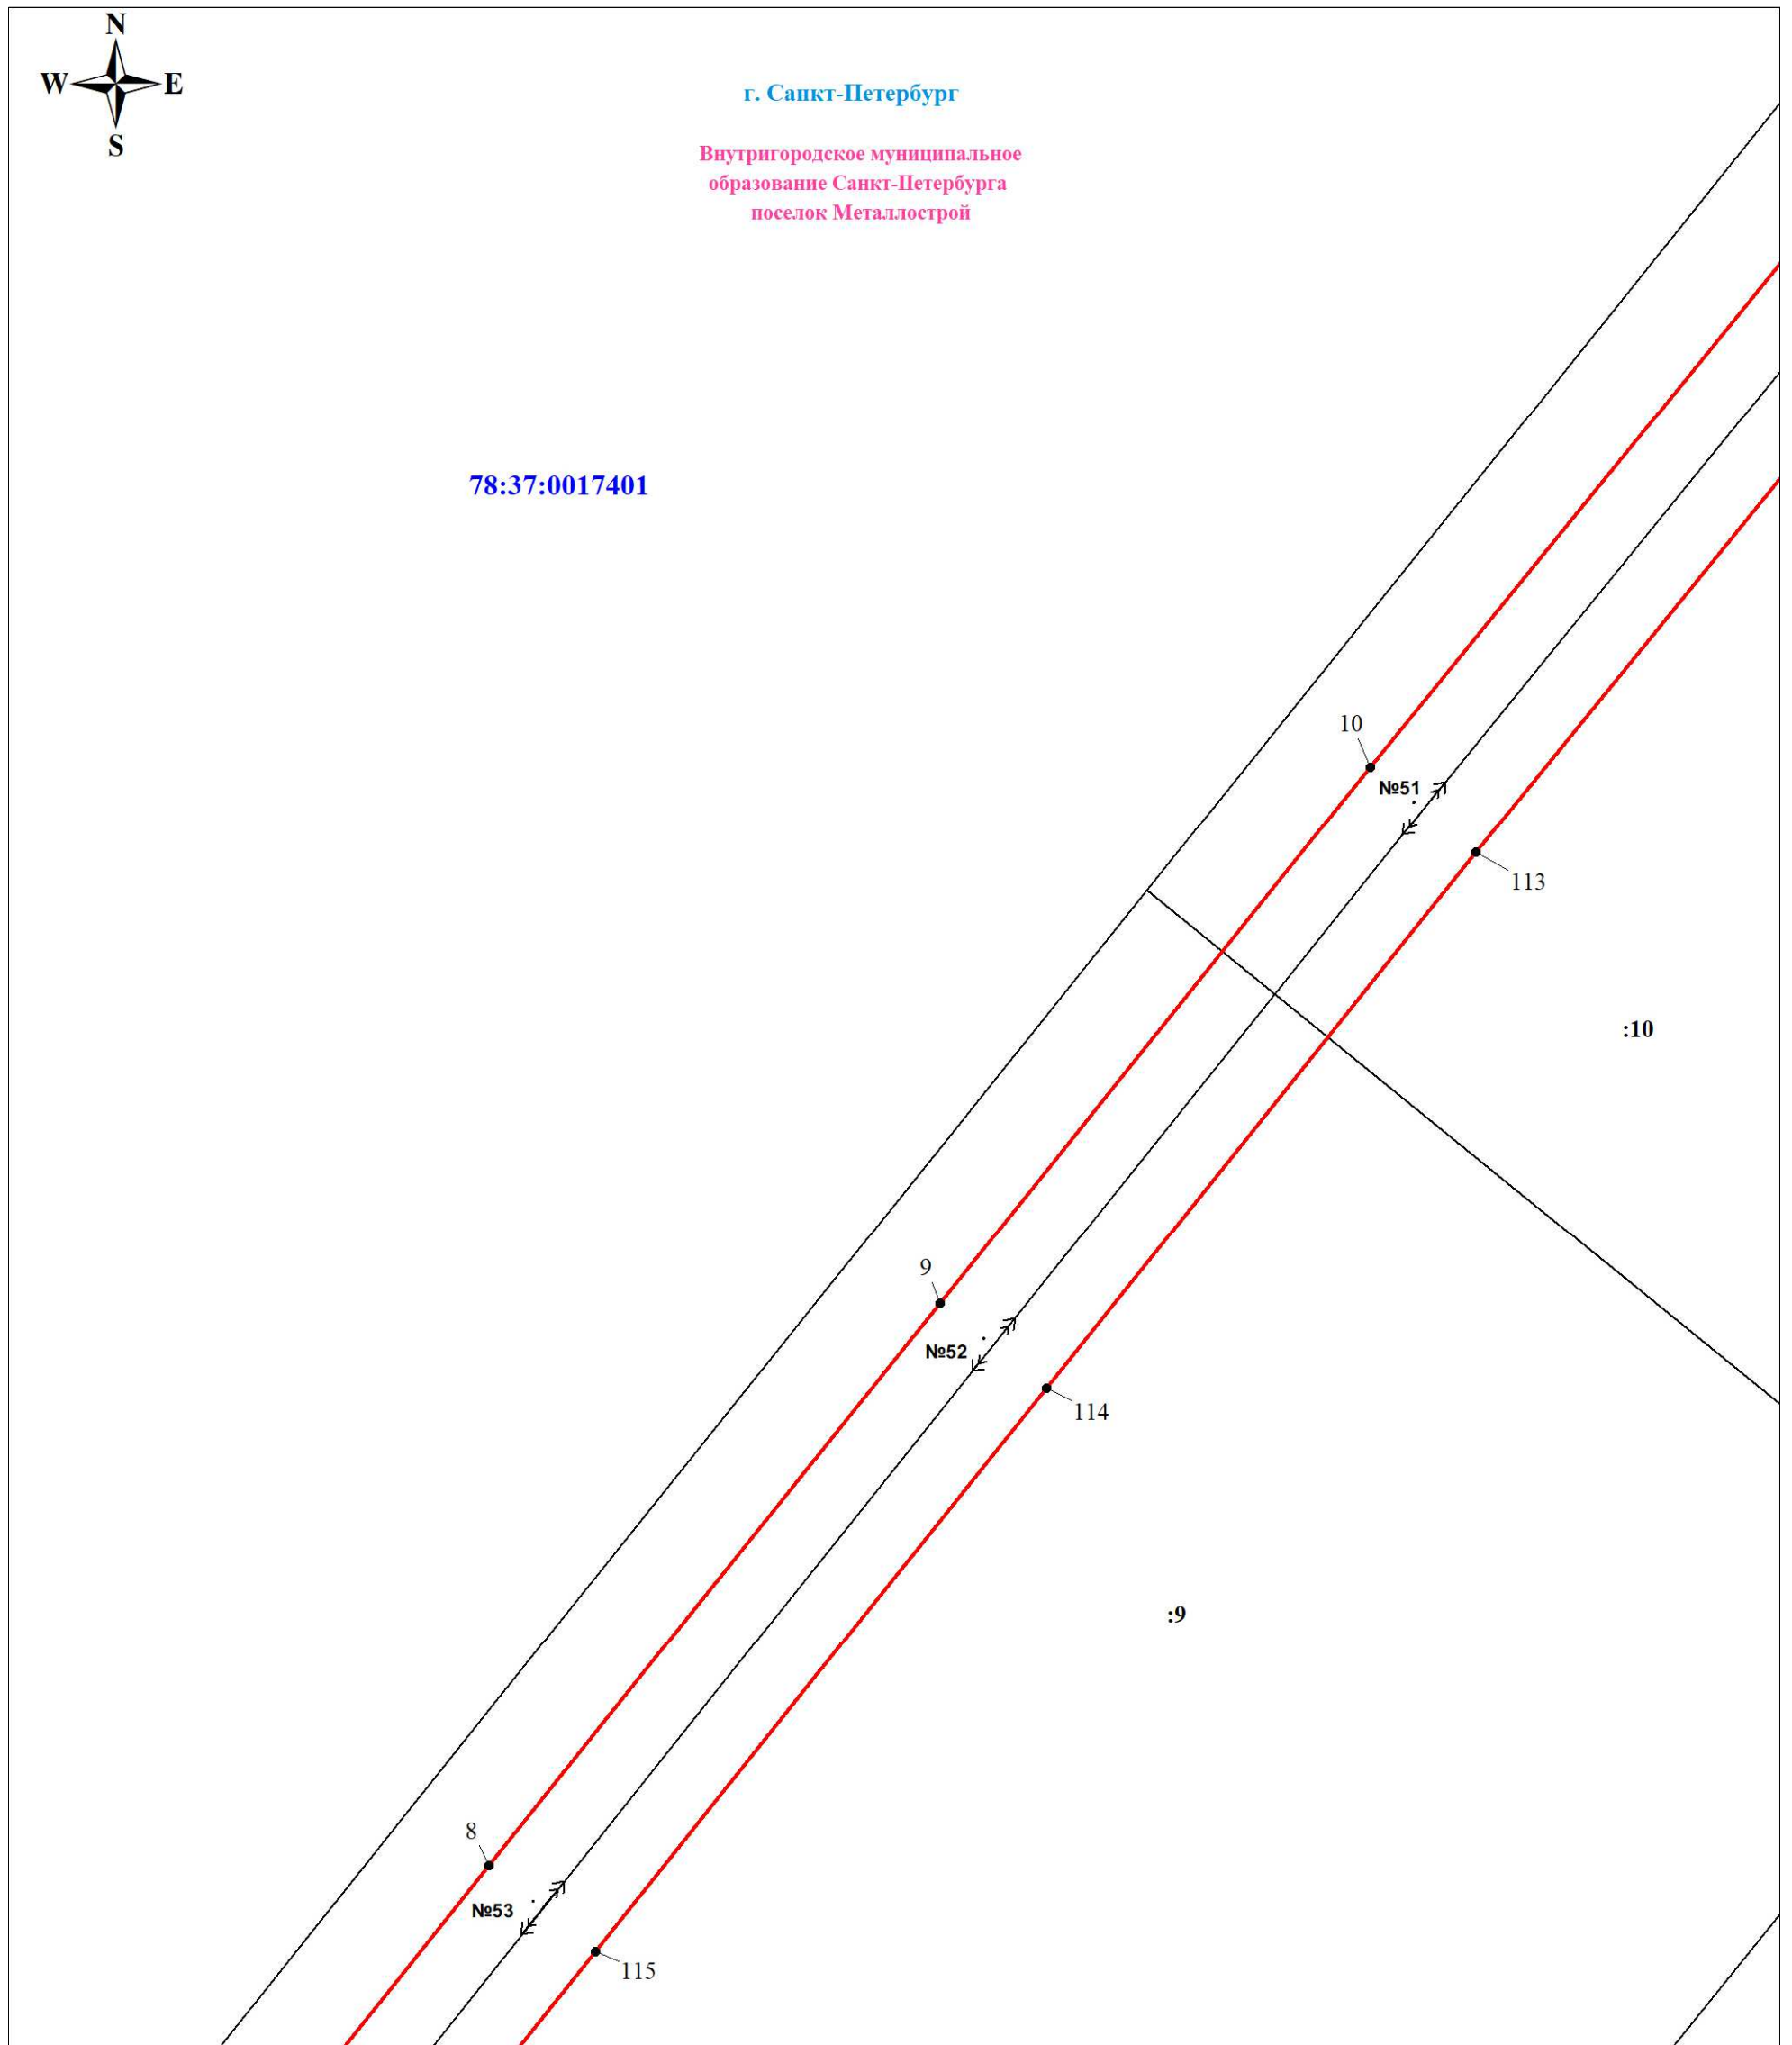 N
W E
S
г. Санкт-Петербург
Внутригородское муниципальное
образование Санкт-Петербурга
поселок Металлострой
78:37:0017401
10
№51
113
:10
9
№52
114
:9
8
№53
115